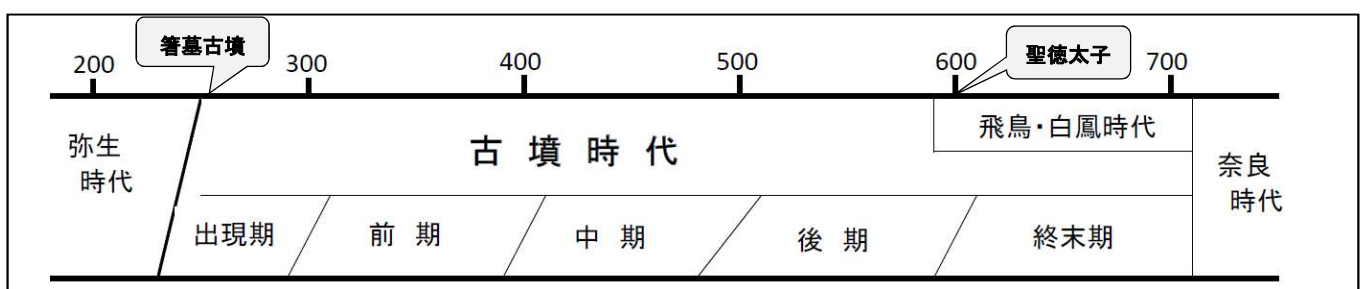 箸墓古墳
聖徳太子
200 300 400 500 600 700
飛鳥・白鳳時代
弥生
時代
古墳時代
奈良
時代
出現期 前期 中期 後期 終末期